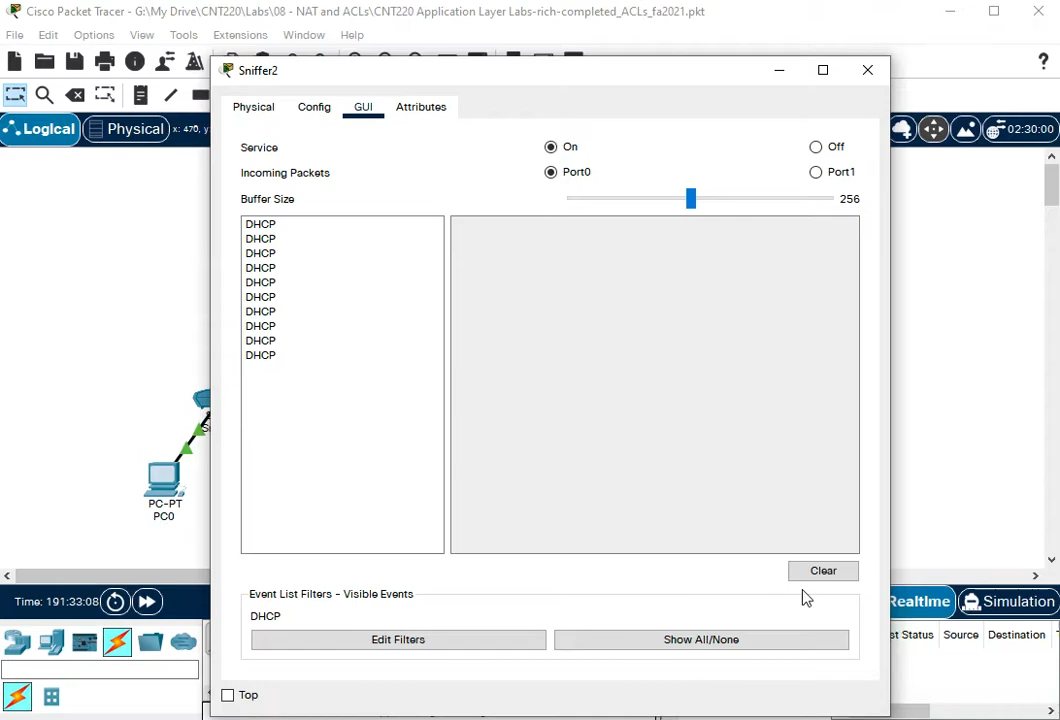 Cisco Packet Tracer - G:\My Drive\CNT220\Labs\08 - NAT and ACLs\CNT220 Application Layer Labs-rich-completed_ACLs_fa2021.pkt
File Edit Options View Tools Extensions Window Help
Sniffer2
Physical Config GUI Attributes
Logical Physical x: 470, y: 02:30:00
Service On Off
Incoming Packets Port0 Port1
Buffer Size 256
DHCP
DHCP
DHCP
DHCP
DHCP
DHCP
DHCP
DHCP
DHCP
DHCP
PC-PT
PC0
Clear
Event List Filters - Visible Events
Time: 191:33:08 Realtime Simulation
DHCP
Edit Filters Show All/None
st Status Source Destination
Top